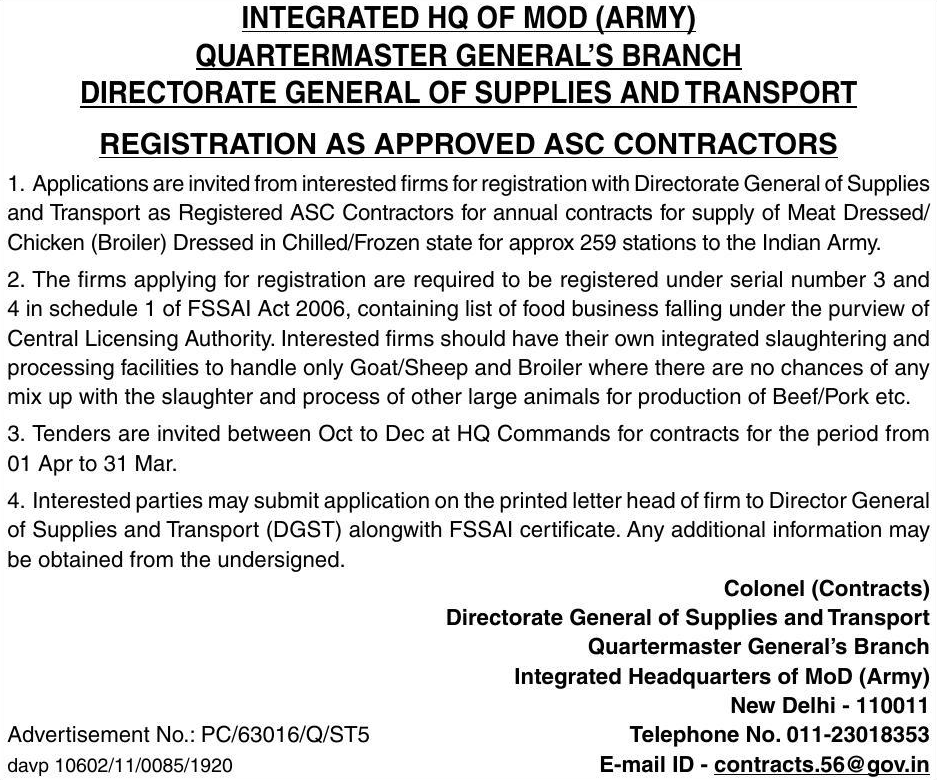 INTEGRATED HQ OF MOD (ARMY)
QUARTERMASTER GENERAL'S BRANCH
DIRECTORATE GENERAL OF SUPPLIES AND TRANSPORT
REGISTRATION AS APPROVED ASC CONTRACTORS
1. Applications are invited from interested firms for registration with Directorate General of Supplies
and Transport as Registered ASC Contractors for annual contracts for supply of Meat Dressed/
Chicken (Broiler) Dressed in Chilled/Frozen state for approx 259 stations to the Indian Army.
2. The firms applying for registration are required to be registered under serial number 3 and
4 in schedule 1 of FSSAI Act 2006, containing list of food business falling under the purview of
Central Licensing Authority. Interested firms should have their own integrated slaughtering and
processing facilities to handle only Goat/Sheep and Broiler where there are no chances of any
mix up with the slaughter and process of other large animals for production of Beef/Pork etc.
3. Tenders are invited between Oct to Dec at HQ Commands for contracts for the period from
01 Apr to 31 Mar.
4. Interested parties may submit application on the printed letter head of firm to Director General
of Supplies and Transport (DGST) alongwith FSSAI certificate. Any additional information may
be obtained from the undersigned.
Colonel (Contracts)
Directorate General of Supplies and Transport
Quartermaster General's Branch
Integrated Headquarters of MoD (Army)
New Delhi - 110011
Advertisement No.: PC/63016/Q/ST5
Telephone No. 011-23018353
davp 10602/11/0085/1920
E-mail ID - contracts.56@gov.in